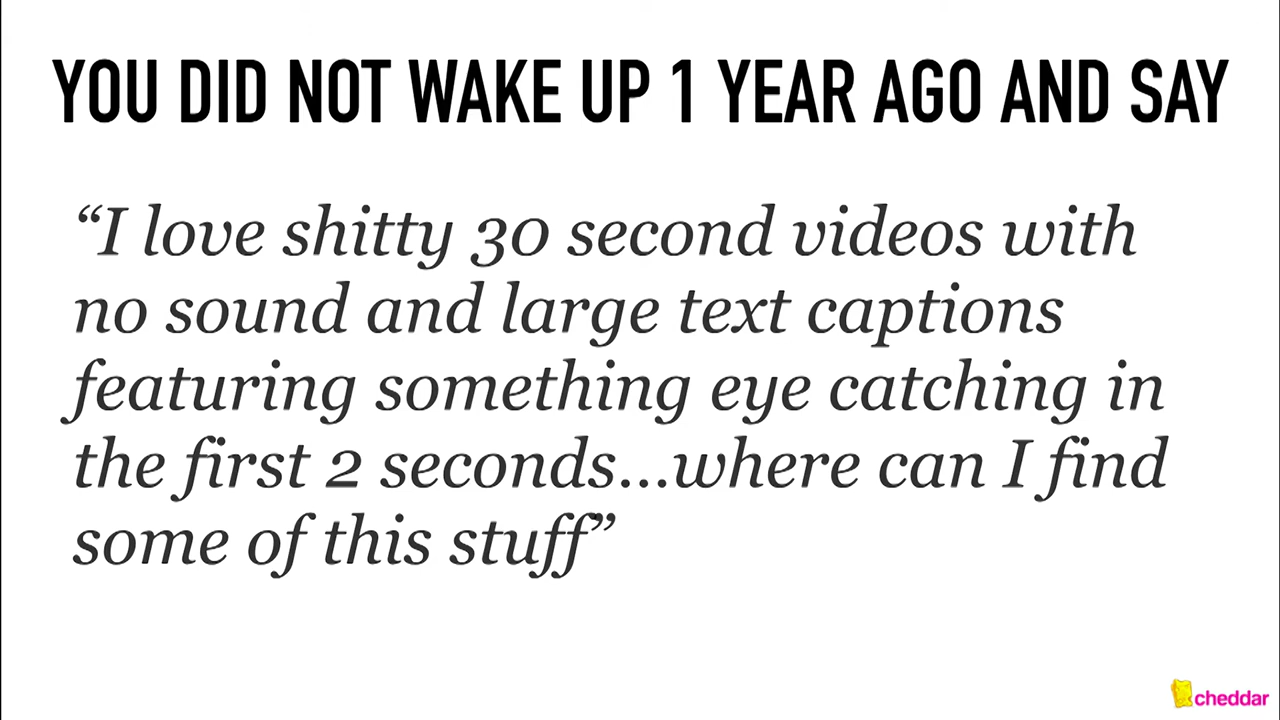 YOU DID NOT WAKE UP 1 YEAR AGO AND SAY
“I love shitty 30 second videos with
no sound and large text captions
featuring something eye catching in
the first 2 seconds...where can I find
some of this stuff”
cheddar